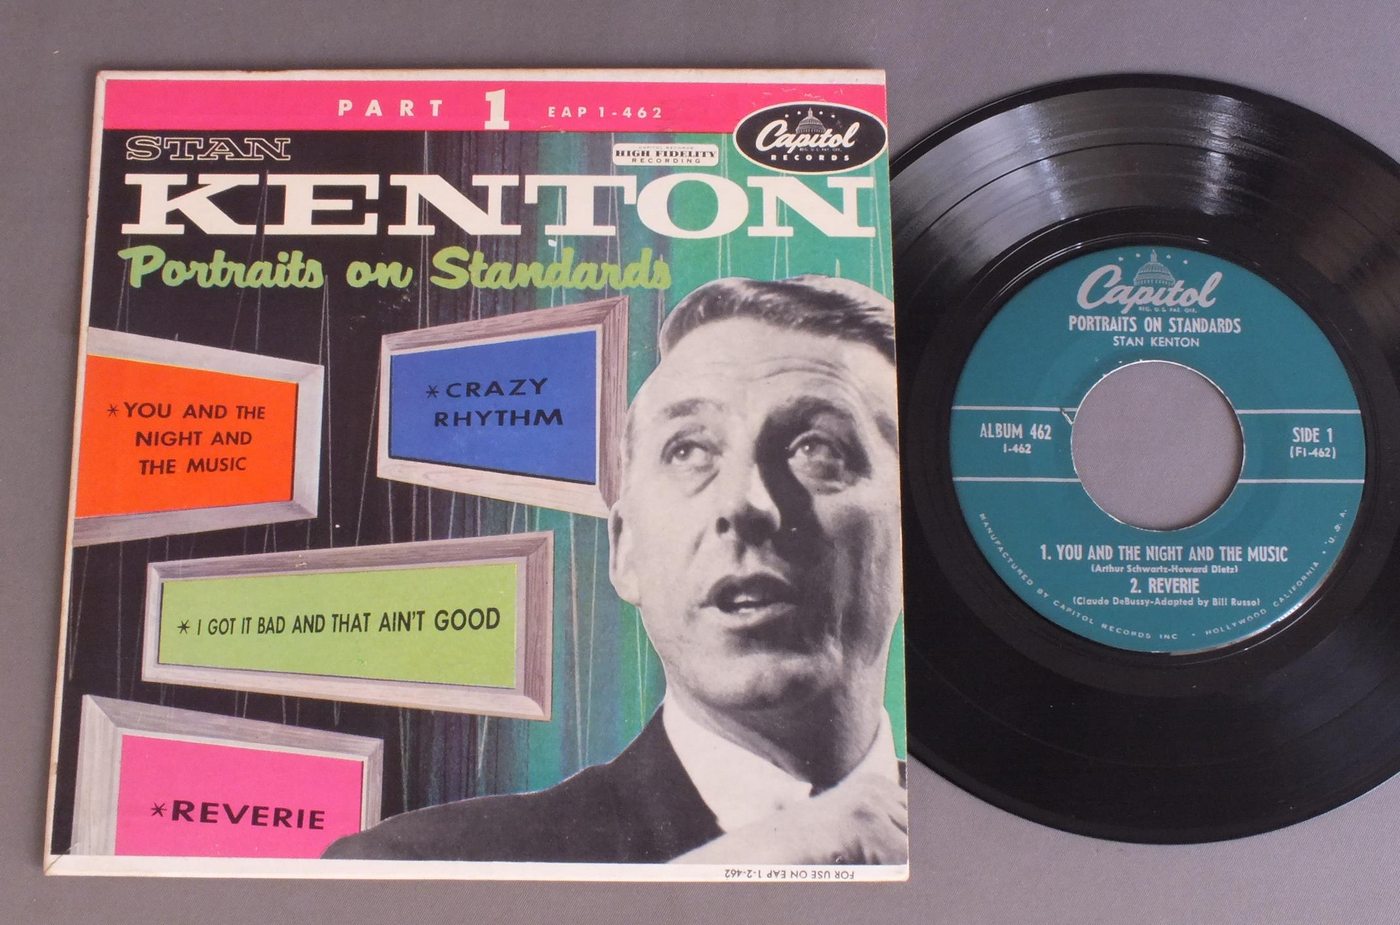 PART 1 EAP 1-462
Capitol
RECORDS
STAN
HIGH FIDELITY
RECORDING
KENTON
Portraits on Standards
*CRAZY
RHYTHM
*YOU AND THE
NIGHT AND
THE MUSIC
* I GOT IT BAD AND THAT AIN'T GOOD
*REVERIE
FOR USE ON EAP 1-2-462
Capitol
REG. U.S. PAT. OFF.
PORTRAITS ON STANDARDS
STAN KENTON
ALBUM 462
1-462
SIDE 1
(F1-462)
1. YOU AND THE NIGHT AND THE MUSIC
(Arthur Schwartz-Howard Dietz)
2. REVERIE
(Claude DeBussy-Adapted by Bill Russo)
MANUFACTURED BY CAPITOL RECORDS INC • HOLLYWOOD CALIFORNIA • U.S.A.